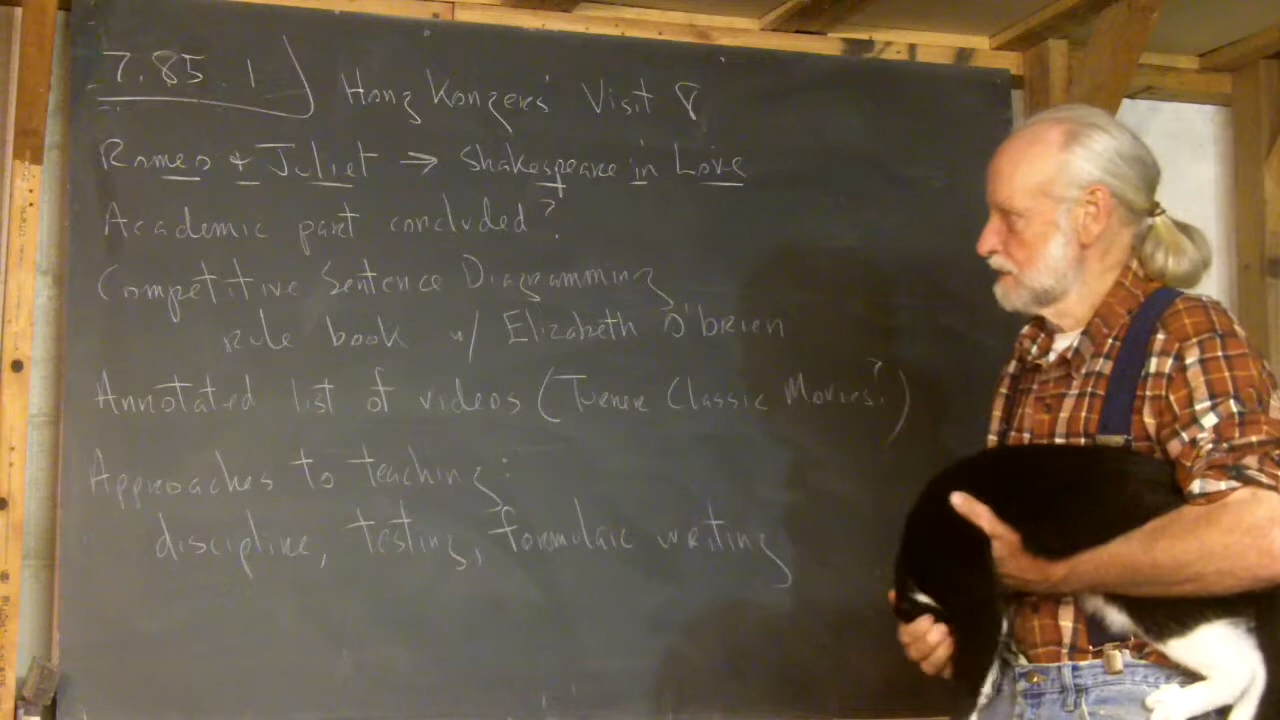 7.85.1) Hong Kongers' Visit 8
Romeo + Juliet → Shakespeare in Love
Academic part concluded?
Competitive Sentence Diagramming
rule book w/ Elizabeth O'Brien
Annotated list of videos (Turner Classic Movies?)
Approaches to teaching:
discipline, testing, formulaic writing